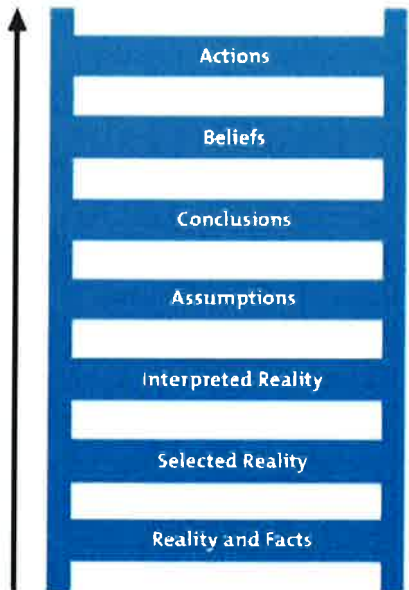 Actions
Beliefs
Conclusions
Assumptions
Interpreted Reality
Selected Reality
Reality and Facts